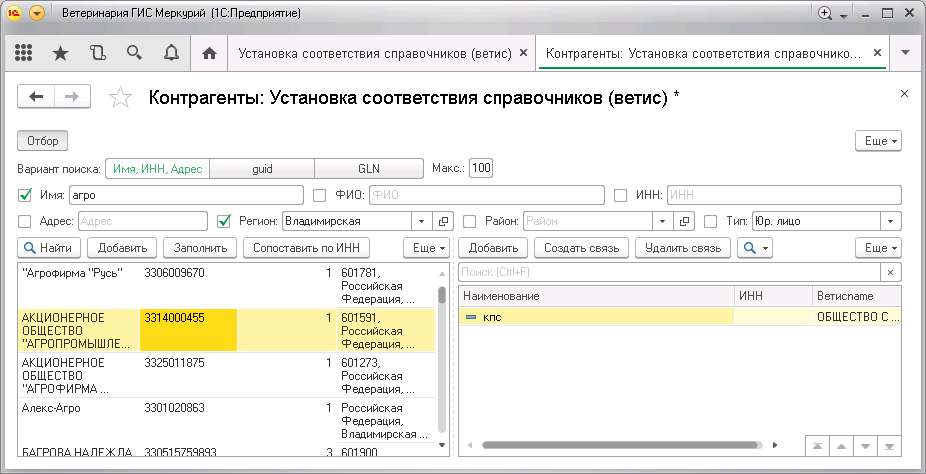 Ветеринария ГИС Меркурий (1С:Предприятие)
Установка соответствия справочников (ветис) × Контрагенты: Установка соответствия справочнико... ×
Контрагенты: Установка соответствия справочников (ветис) *
Отбор Еще
Вариант поиска: Имя, ИНН, Адрес guid GLN Макс.: 100
Имя: агро ФИО: ФИО ИНН: ИНН
Адрес: Адрес Регион: Владимирская Район: Район Тип: Юр. лицо
Найти Добавить Заполнить Сопоставить по ИНН Еще Добавить Создать связь Удалить связь Еще
Поиск (Ctrl+F)
Наименование ИНН Ветисname
кпс ОБЩЕСТВО С ...
"Агрофирма "Русь" 3306009670 1 601781,
Российская
Федерация, ...
АКЦИОНЕРНОЕ 3314000455 1 601591,
ОБЩЕСТВО Российская
"АГРОПРОМЫШЛЕ... Федерация, ...
АКЦИОНЕРНОЕ 3325011875 1 601273,
ОБЩЕСТВО Российская
"АГРОФИРМА ... Федерация, ...
Алекс-Агро 3301020863 1 Российская
Федерация,
Владимирская ...
БАГРОВА НАДЕЖДА 330515759893 3 601900